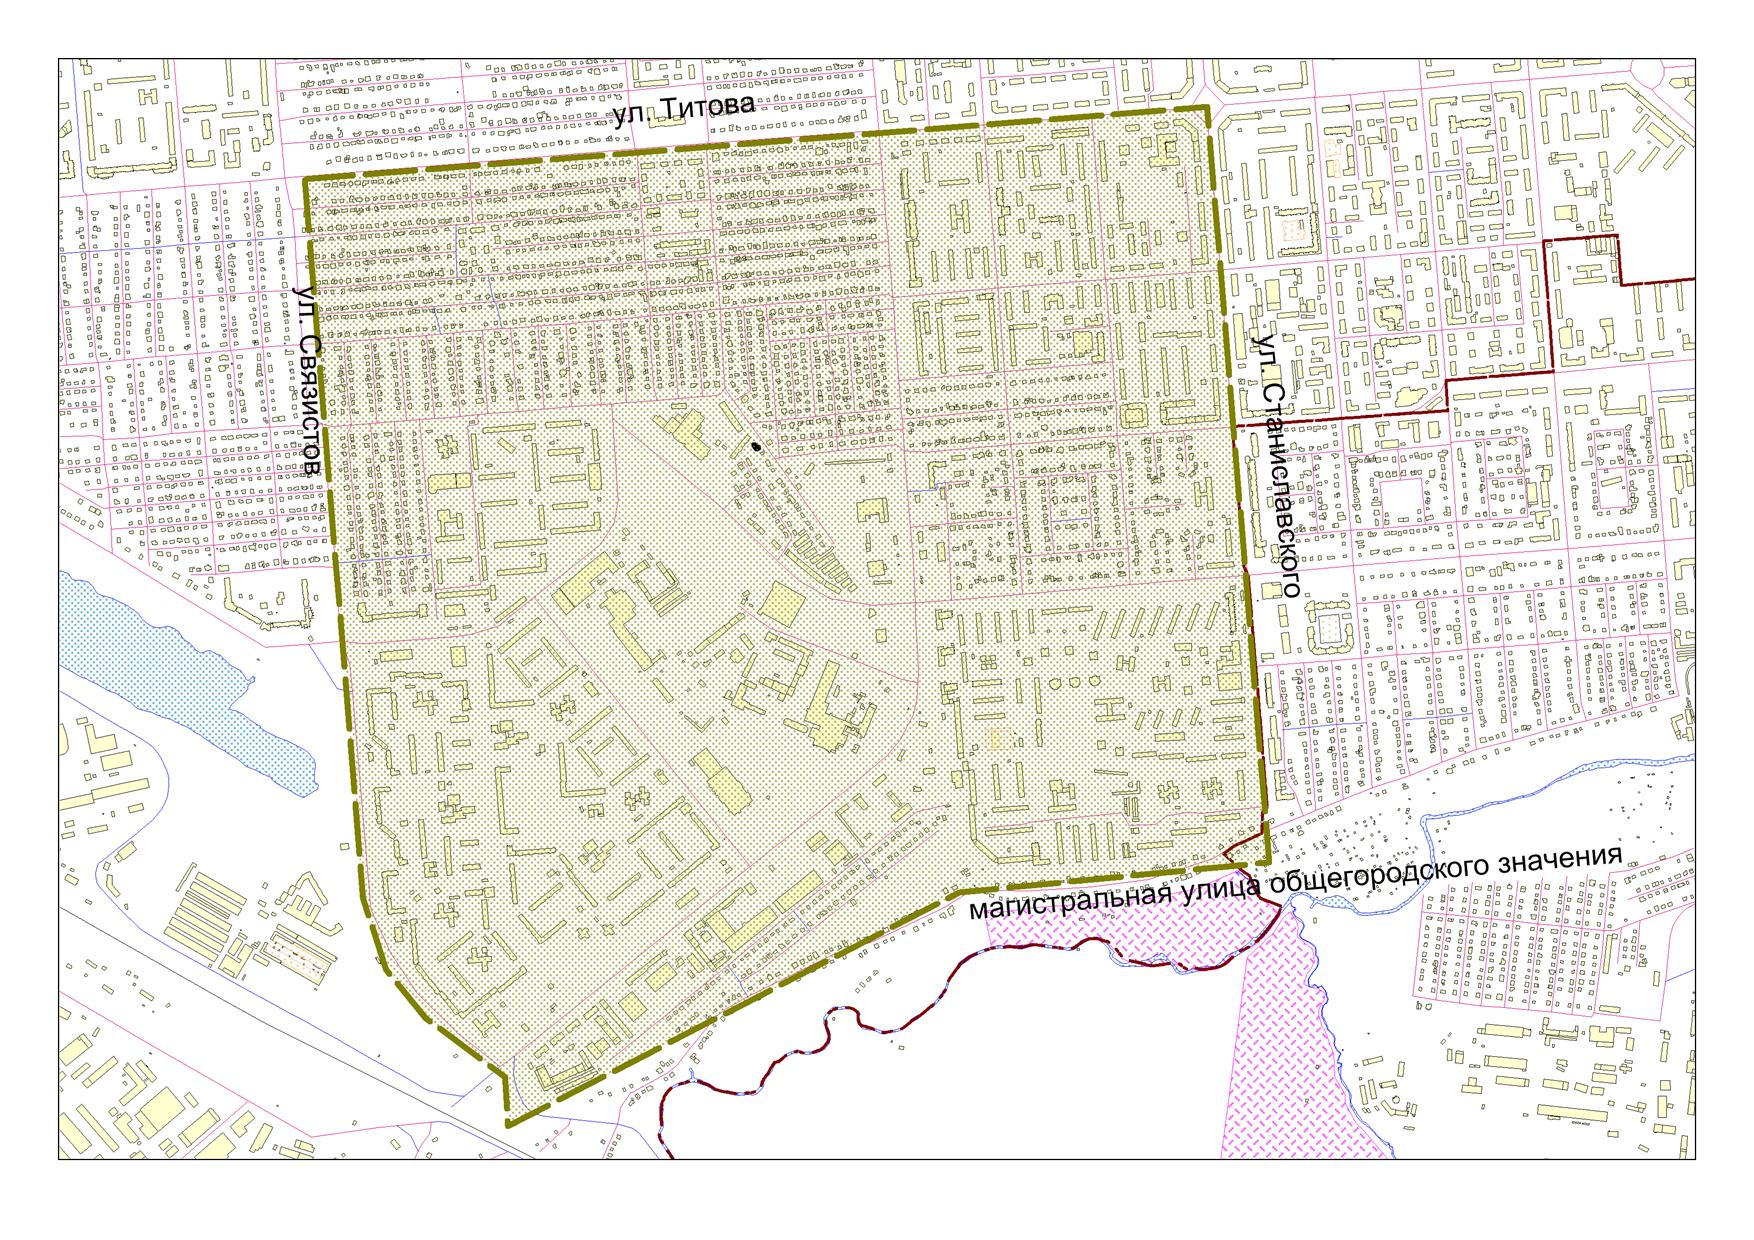 ул. Титова
ул. Связистов
ул. Станиславского
магистральная улица общегородского значения